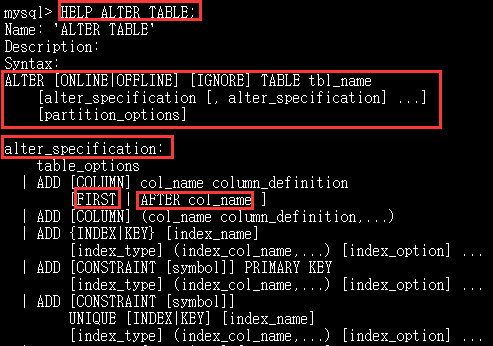 mysql> HELP ALTER TABLE;
Name: 'ALTER TABLE'
Description:
Syntax:
ALTER [ONLINE|OFFLINE] [IGNORE] TABLE tbl_name
[alter_specification [, alter_specification] ...]
[partition_options]
alter_specification:
table_options
| ADD [COLUMN] col_name column_definition
[FIRST | AFTER col_name ]
| ADD [COLUMN] (col_name column_definition,...)
| ADD {INDEX|KEY} [index_name]
[index_type] (index_col_name,...) [index_option] ...
| ADD [CONSTRAINT [symbol]] PRIMARY KEY
[index_type] (index_col_name,...) [index_option] ...
| ADD [CONSTRAINT [symbol]]
UNIQUE [INDEX|KEY] [index_name]
[index_type] (index_col_name,...) [index_option] ...